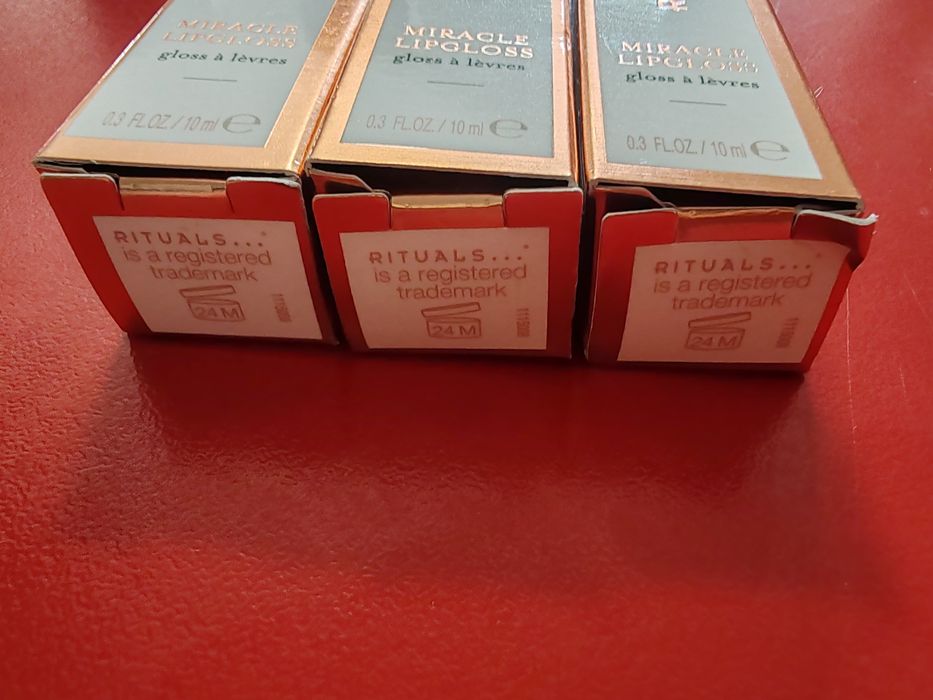 MIRACLE
LIPGLOSS
gloss à lèvres
0.3 FL.OZ. / 10 ml ℮
RITUALS...®
is a registered
trademark
24 M
MIRACLE
LIPGLOSS
gloss à lèvres
0.3 FL.OZ. / 10 ml ℮
RITUALS...®
is a registered
trademark
24 M
MIRACLE
LIPGLOSS
gloss à lèvres
0.3 FL.OZ. / 10 ml ℮
RITUALS...®
is a registered
trademark
24 M